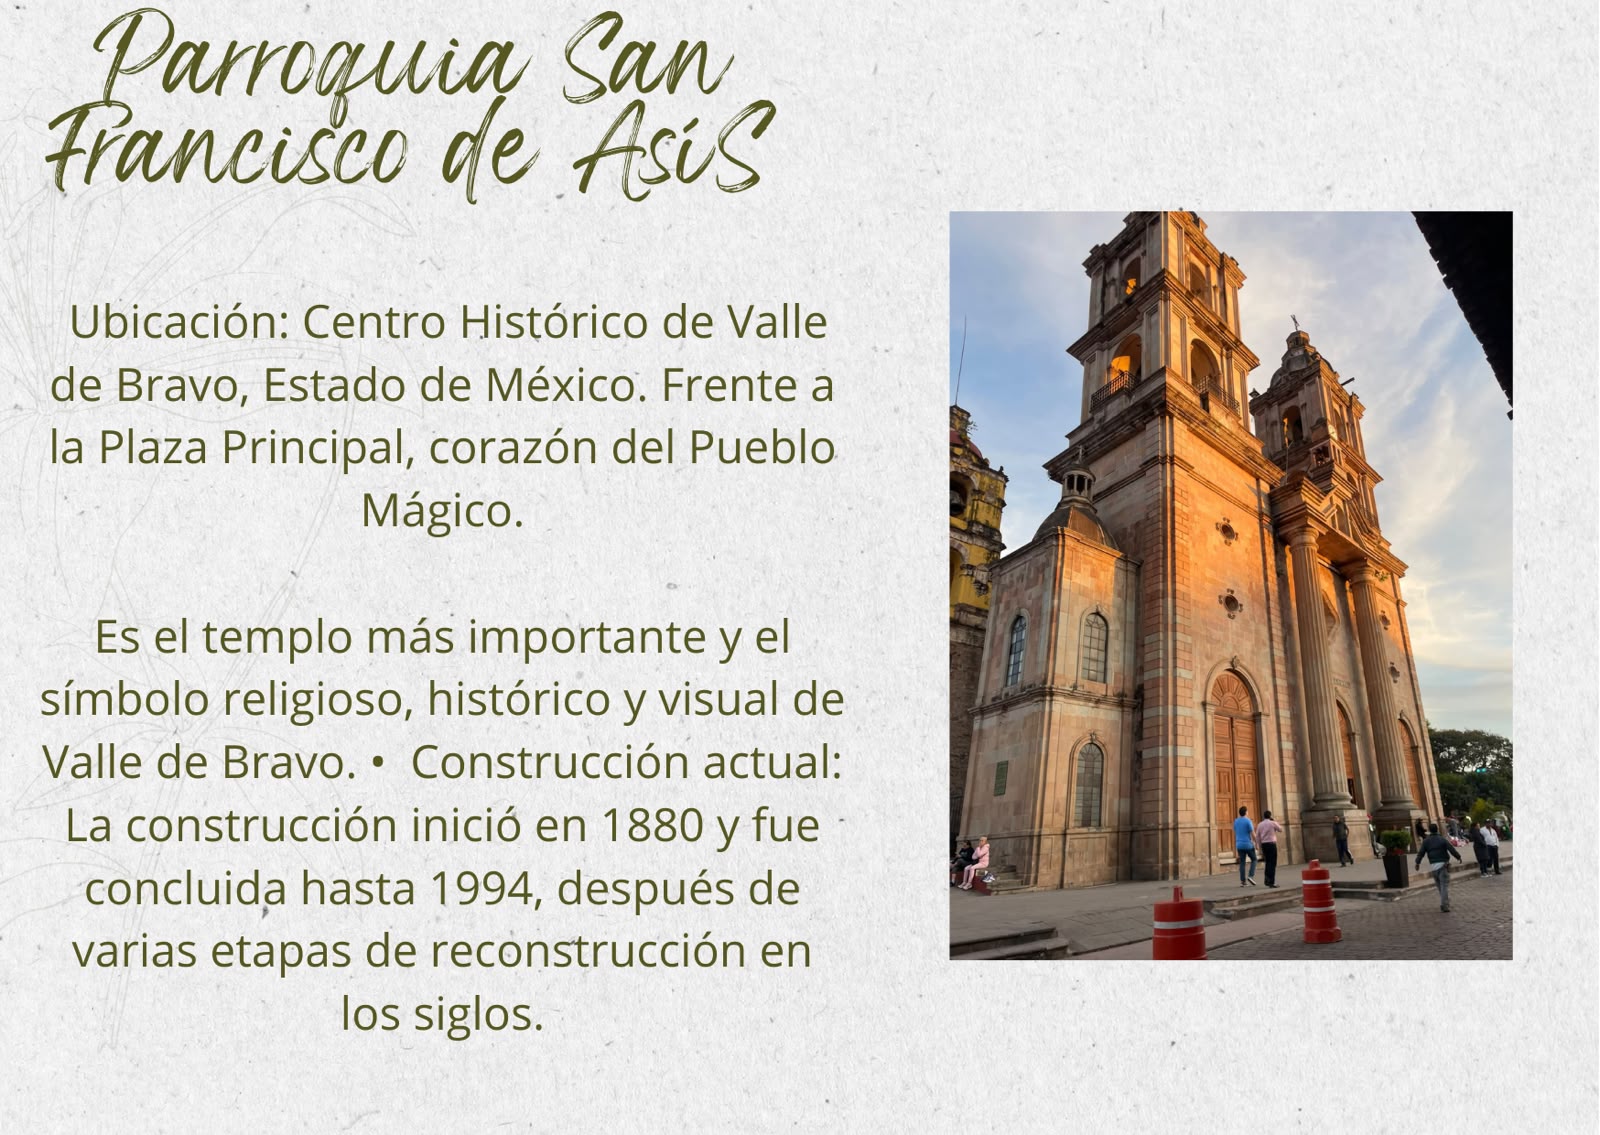 Parroquia San
Francisco de AsíS
Ubicación: Centro Histórico de Valle
de Bravo, Estado de México. Frente a
la Plaza Principal, corazón del Pueblo
Mágico.
Es el templo más importante y el
símbolo religioso, histórico y visual de
Valle de Bravo. • Construcción actual:
La construcción inició en 1880 y fue
concluida hasta 1994, después de
varias etapas de reconstrucción en
los siglos.